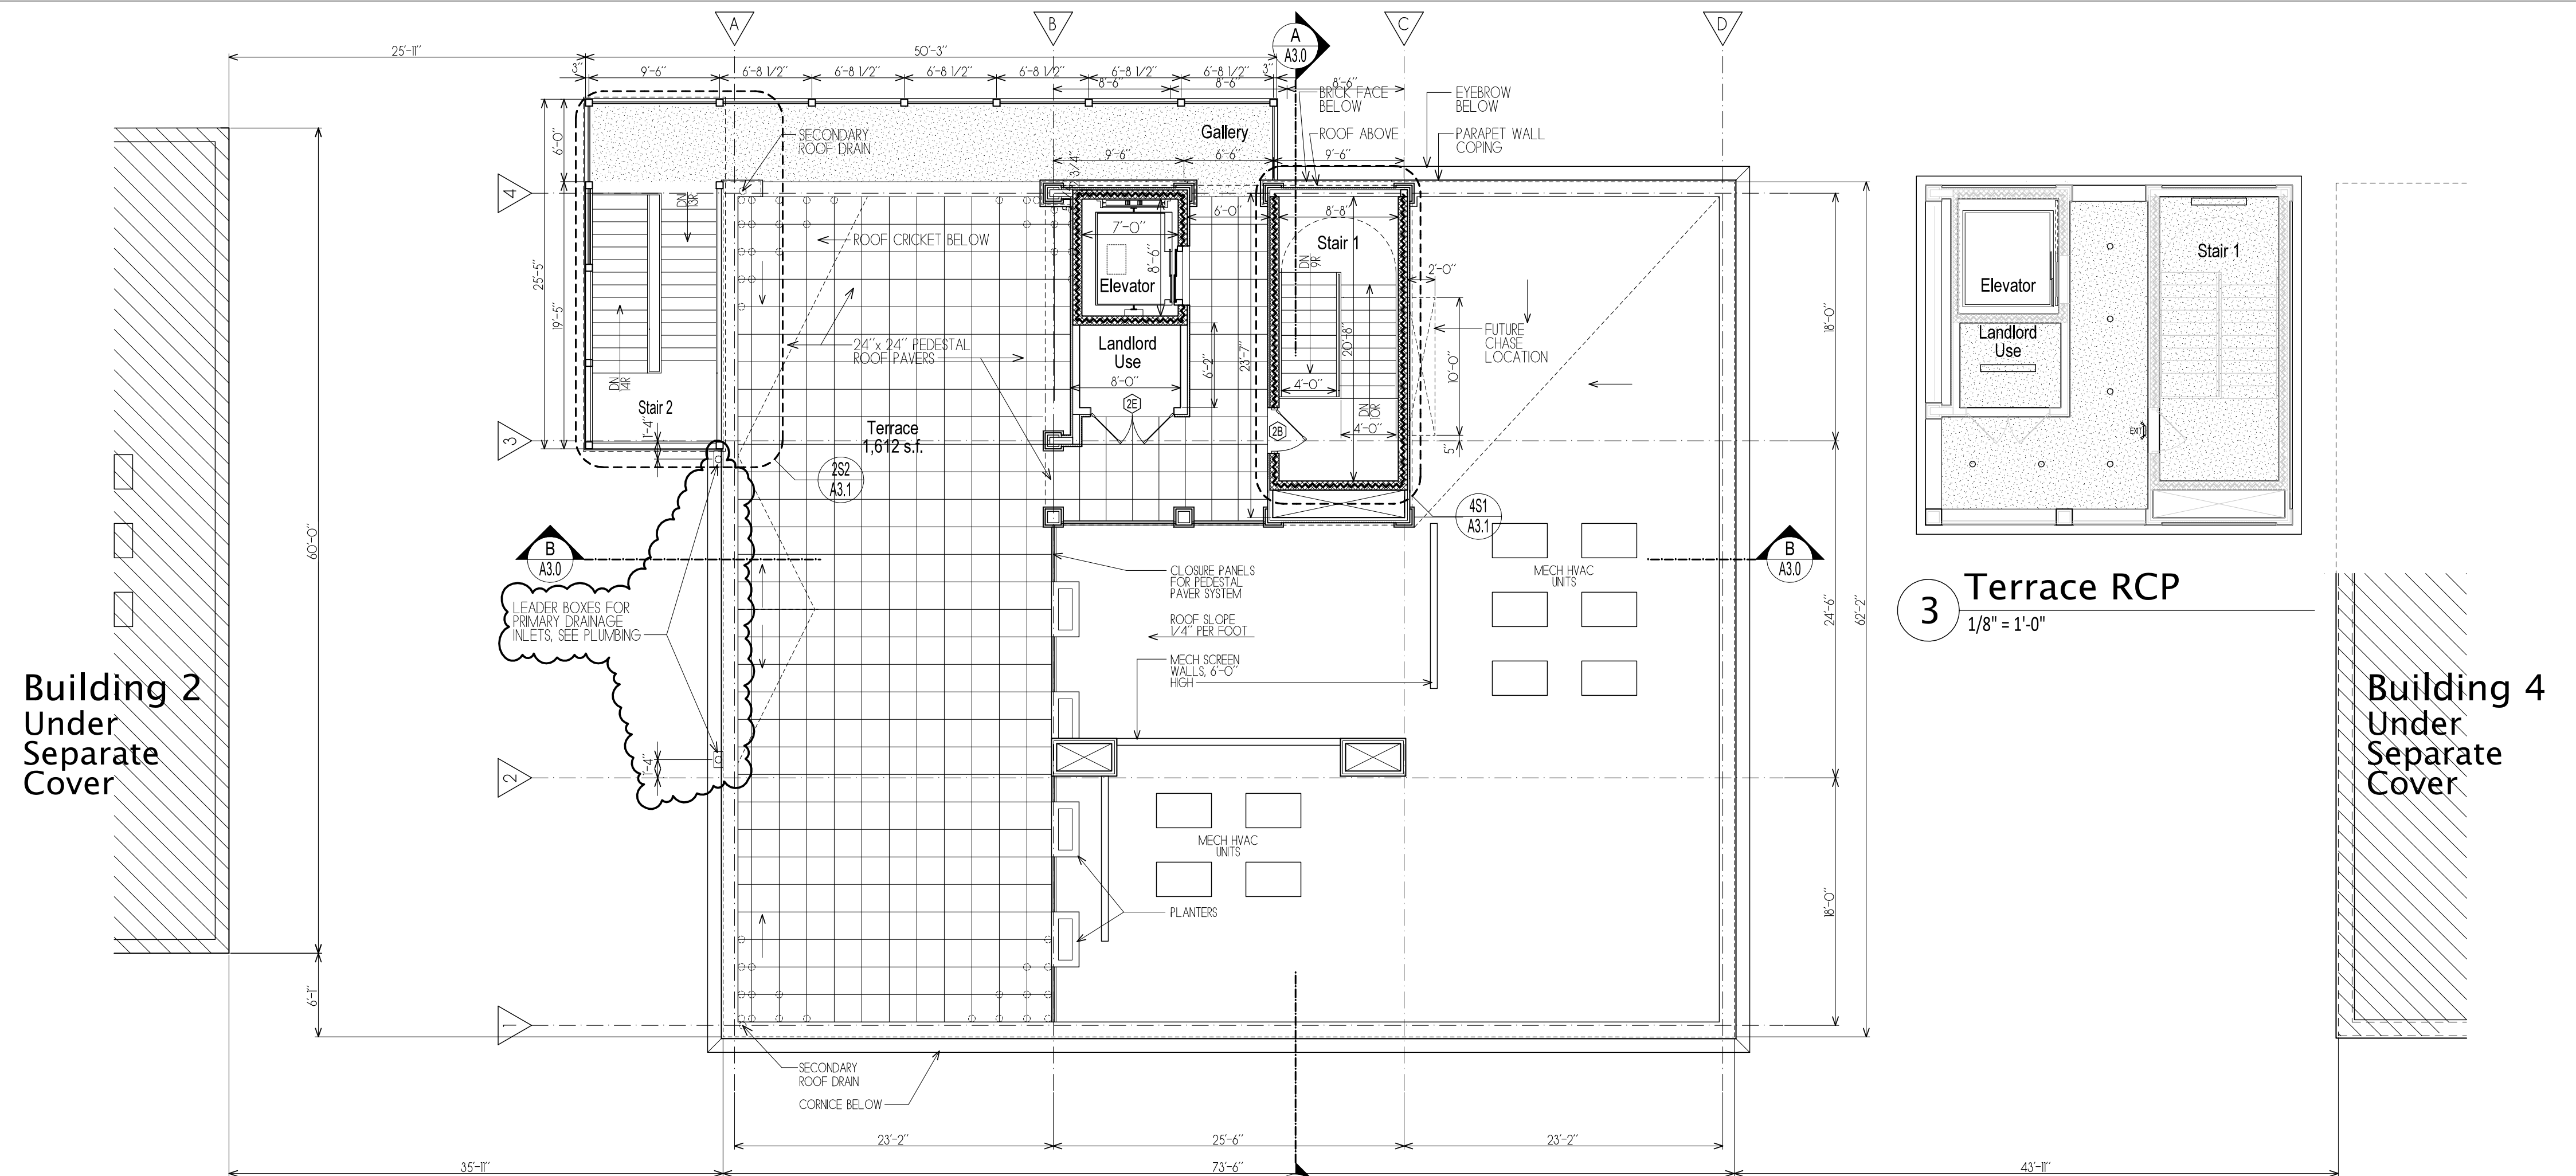 A
B
C
D
A
A3.0
25'-11"
50'-3"
3"
9'-6"
6'-8 1/2"
6'-8 1/2"
6'-8 1/2"
6'-8 1/2"
6'-8 1/2"
6'-8 1/2"
3"
8'-6"
8'-6"
8'-6"
BRICK FACE
BELOW
EYEBROW
BELOW
SECONDARY
ROOF DRAIN
Gallery
ROOF ABOVE
PARAPET WALL
COPING
6'-0"
9'-6"
6'-6"
9'-6"
4
DN
13R
ROOF CRICKET BELOW
7'-0"
8'-6"
Elevator
6'-0"
8'-8"
Stair 1
DN
9R
2'-0"
25'-5"
19'-5"
18'-0"
24"x 24" PEDESTAL
ROOF PAVERS
Landlord
Use
8'-0"
6'-2"
23'-7"
20'-8"
4'-0"
10'-0"
FUTURE
CHASE
LOCATION
DN
14R
Stair 2
2E
DN
10R
4'-0"
5"
2B
3
1'-4"
Terrace
1,612 s.f.
2S2
A3.1
4S1
A3.1
Elevator
Landlord
Use
Stair 1
EXIT
3
Terrace RCP
1/8" = 1'-0"
60'-0"
B
A3.0
B
A3.0
CLOSURE PANELS
FOR PEDESTAL
PAVER SYSTEM
MECH HVAC
UNITS
LEADER BOXES FOR
PRIMARY DRAINAGE
INLETS, SEE PLUMBING
ROOF SLOPE
1/4" PER FOOT
24'-6"
62'-2"
MECH SCREEN
WALLS, 6'-0"
HIGH
Building 2
Under
Separate
Cover
Building 4
Under
Separate
Cover
1'-4"
2
MECH HVAC
UNITS
PLANTERS
18'-0"
6'-1"
1
SECONDARY
ROOF DRAIN
CORNICE BELOW
23'-2"
25'-6"
23'-2"
35'-11"
73'-6"
43'-11"